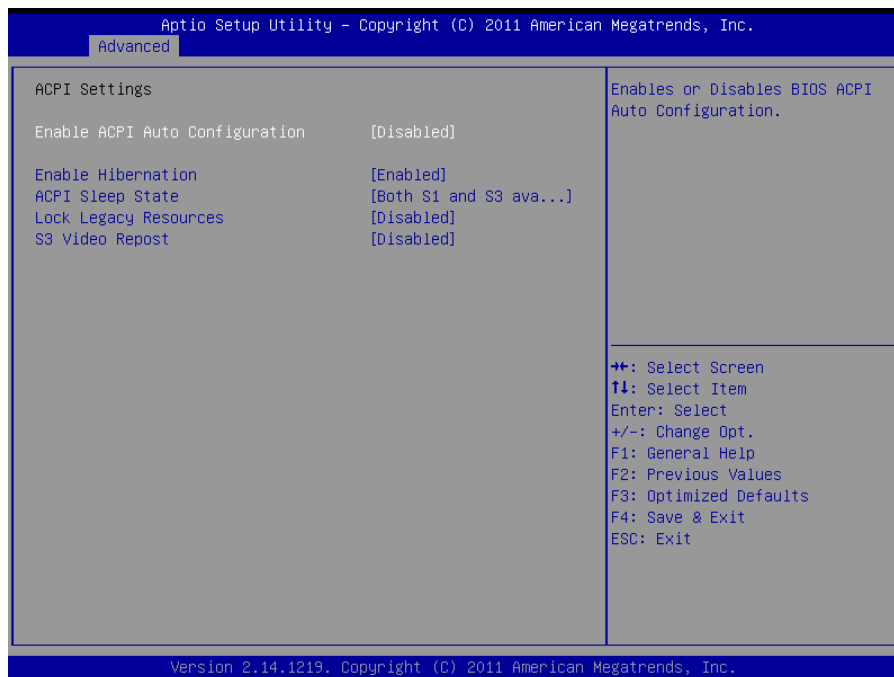 Aptio Setup Utility – Copyright (C) 2011 American Megatrends, Inc.
Advanced
ACPI Settings
Enable ACPI Auto Configuration [Disabled]
Enable Hibernation [Enabled]
ACPI Sleep State [Both S1 and S3 ava...]
Lock Legacy Resources [Disabled]
S3 Video Repost [Disabled]
Enables or Disables BIOS ACPI
Auto Configuration.
→←: Select Screen
↑↓: Select Item
Enter: Select
+/-: Change Opt.
F1: General Help
F2: Previous Values
F3: Optimized Defaults
F4: Save & Exit
ESC: Exit
Version 2.14.1219. Copyright (C) 2011 American Megatrends, Inc.